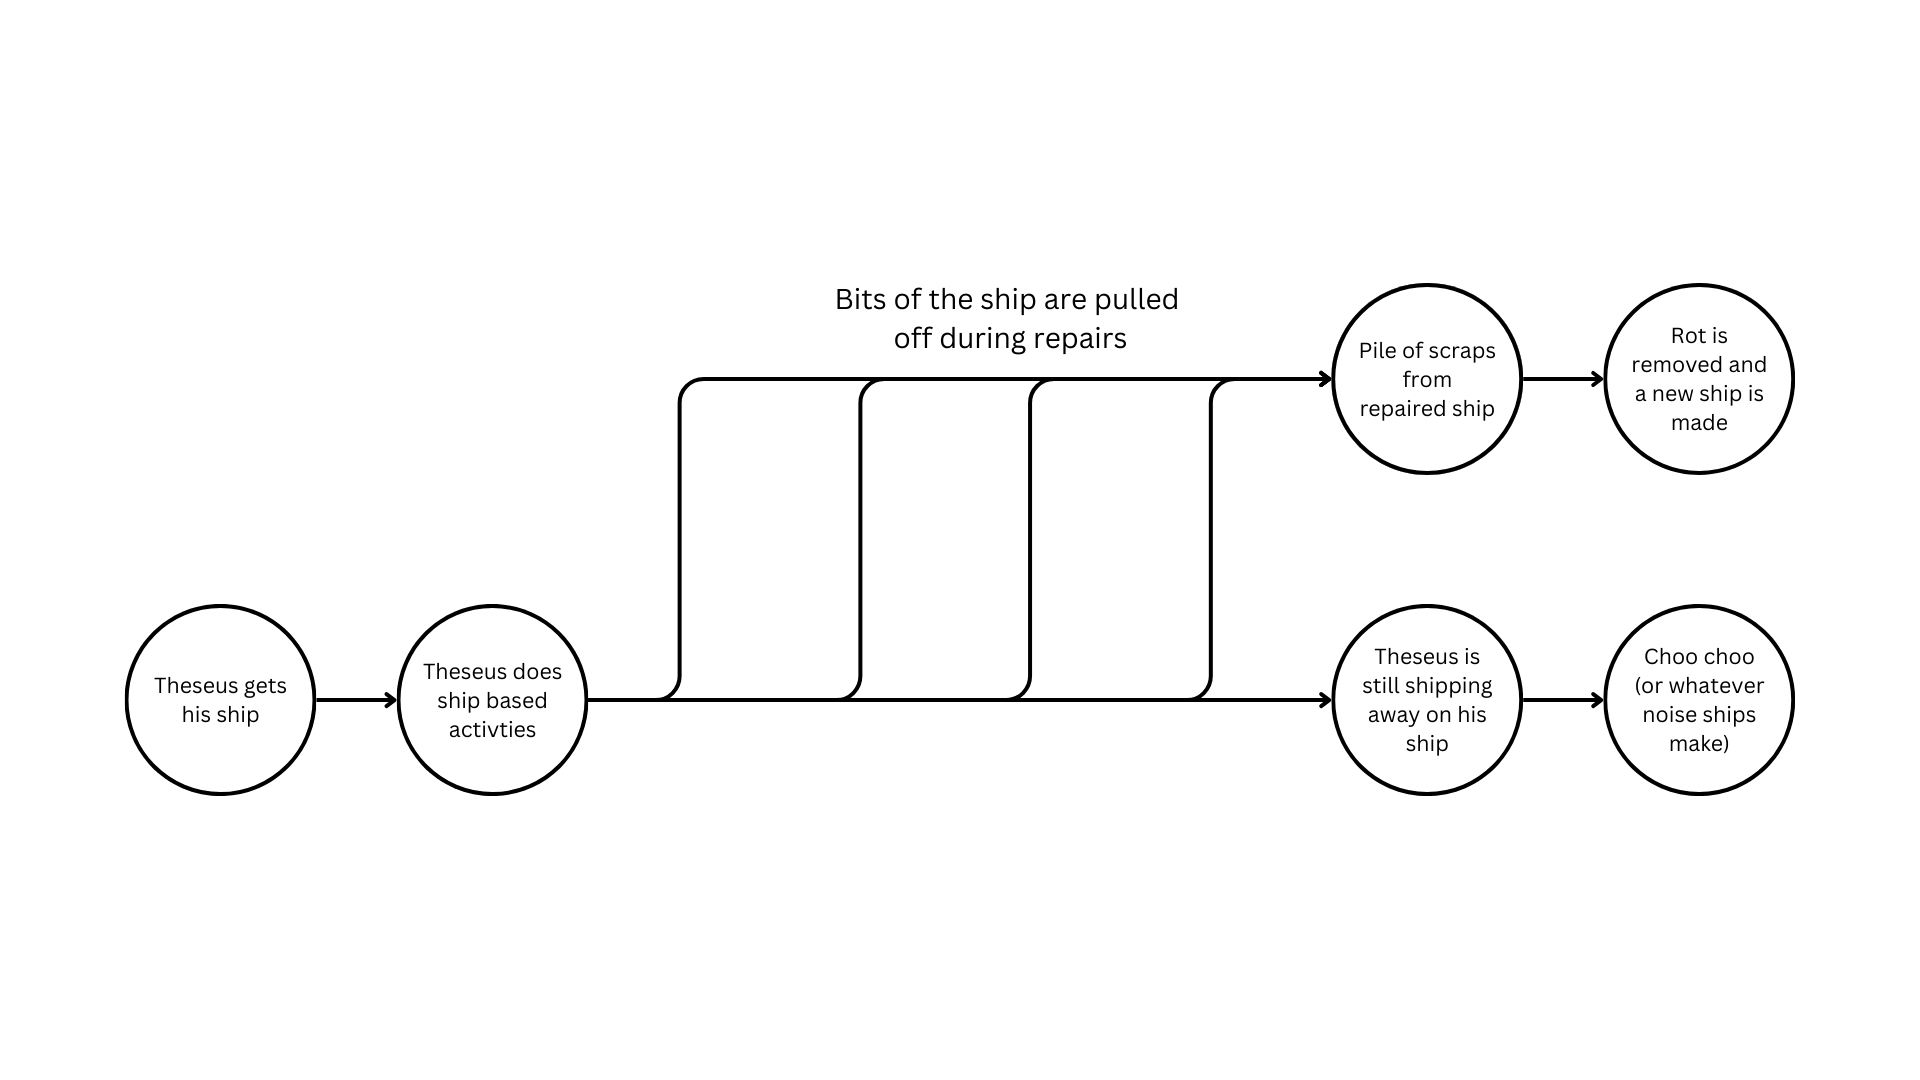 Bits of the ship are pulled
off during repairs
Pile of scraps
from
repaired ship
Rot is
removed and
a new ship is
made
Theseus gets
his ship
Theseus does
ship based
activties
Theseus is
still shipping
away on his
ship
Choo choo
(or whatever
noise ships
make)